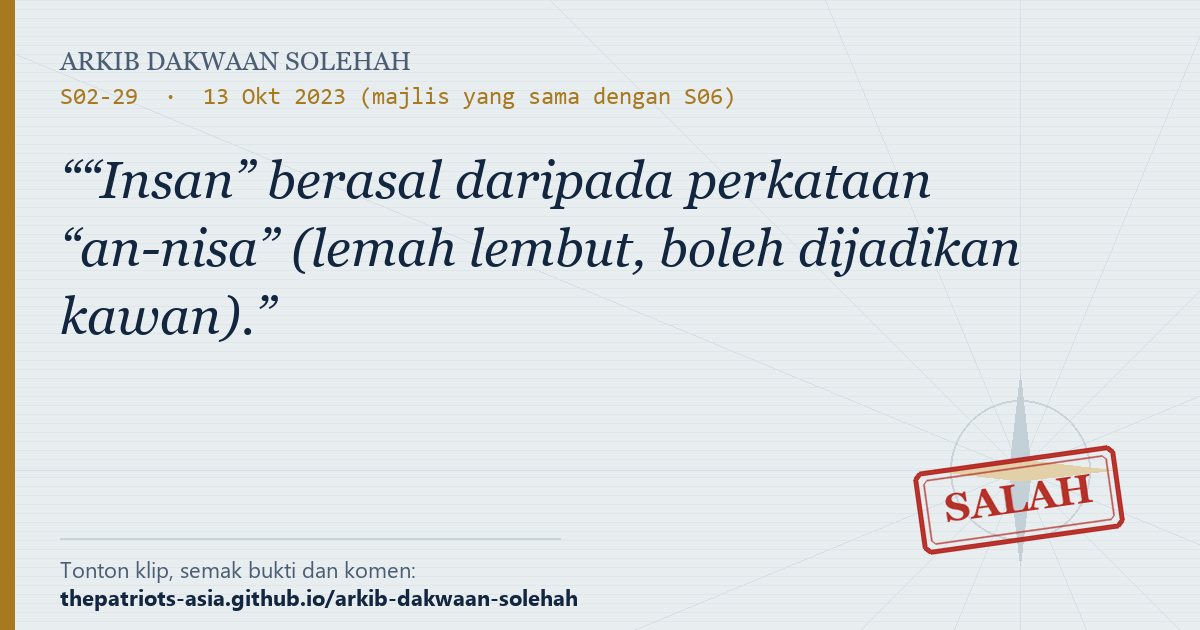 ARKIB DAKWAAN SOLEHAH
S02-29 · 13 Okt 2023 (majlis yang sama dengan S06)
““Insan” berasal daripada perkataan
“an-nisa” (lemah lembut, boleh dijadikan
kawan).”
SALAH
Tonton klip, semak bukti dan komen:
thepatriots-asia.github.io/arkib-dakwaan-solehah